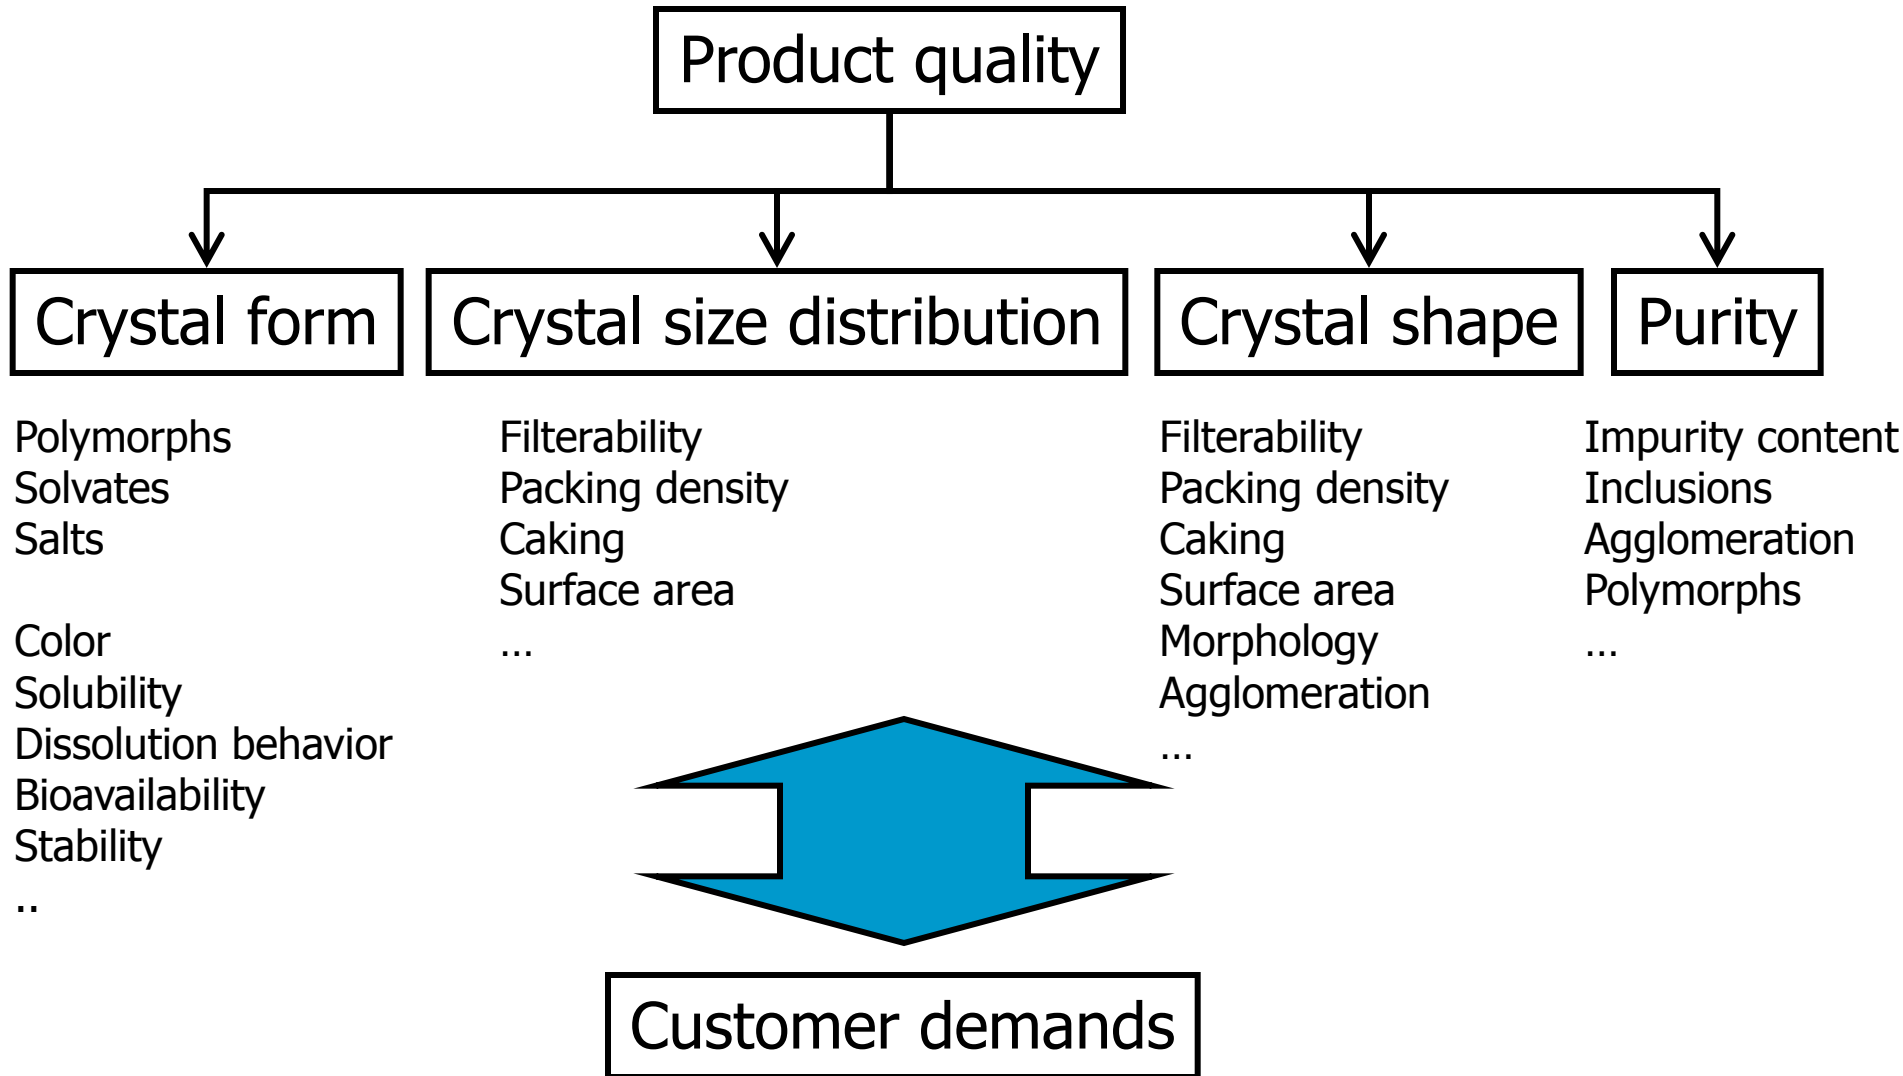 Product quality
Crystal form
Crystal size distribution
Crystal shape
Purity
Polymorphs
Solvates
Salts
Color
Solubility
Dissolution behavior
Bioavailability
Stability
..
Filterability
Packing density
Caking
Surface area
...
Filterability
Packing density
Caking
Surface area
Morphology
Agglomeration
...
Impurity content
Inclusions
Agglomeration
Polymorphs
...
Customer demands